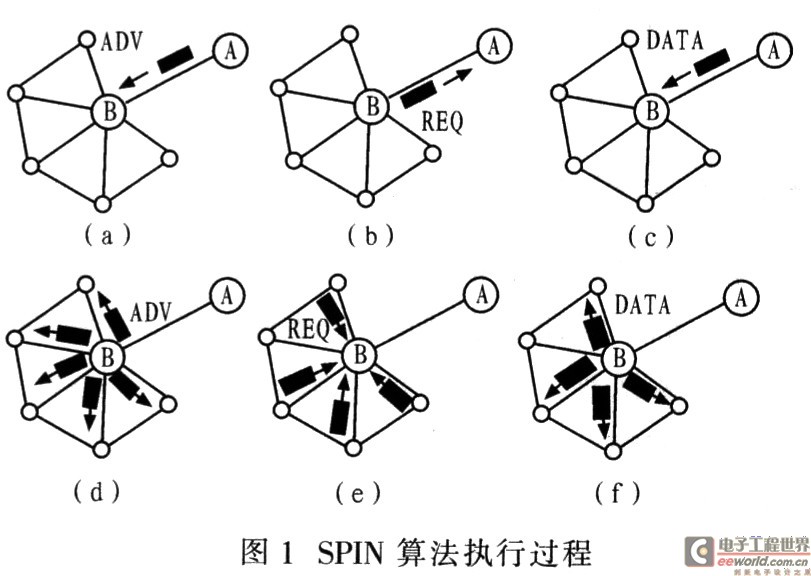 ADV
A
B
(a)
A
B
REQ
(b)
DATA
A
B
(c)
ADV
A
B
(d)
REQ
A
B
(e)
DATA
A
B
(f)
图 1 SPIN 算法执行过程
电子工程世界
eeworld.com.cn